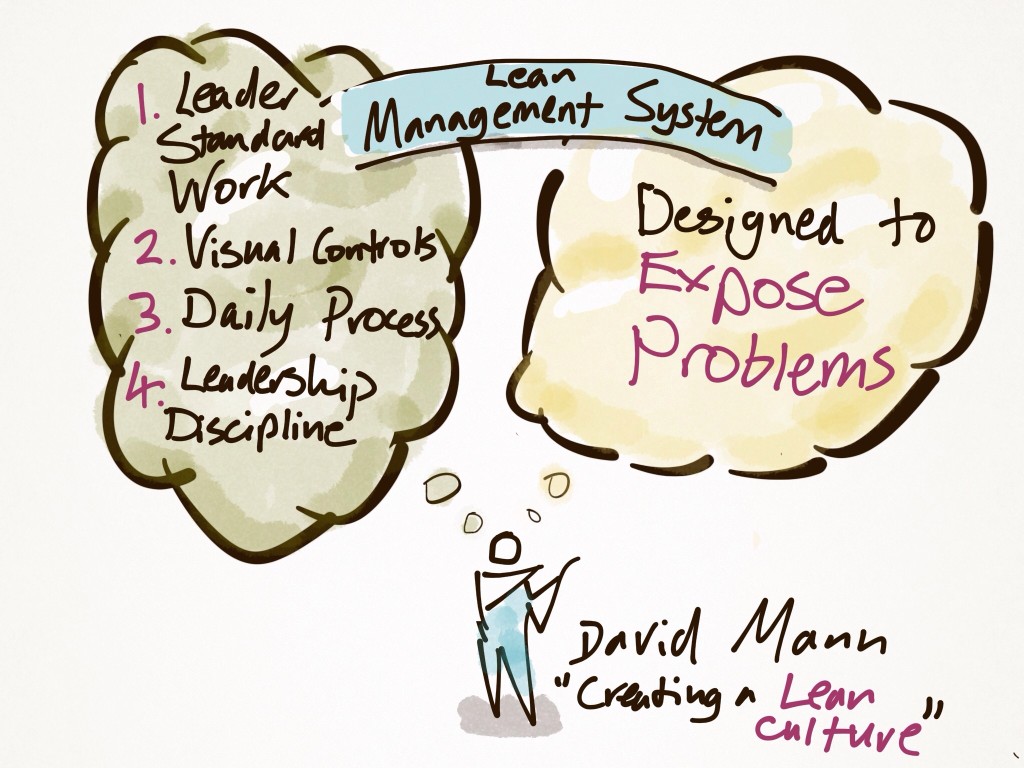 Lean
Management System
1. Leader
Standard
Work
2. Visual Controls
3. Daily Process
4. Leadership
Discipline
Designed to
Expose
Problems
David Mann
"Creating a Lean
culture"